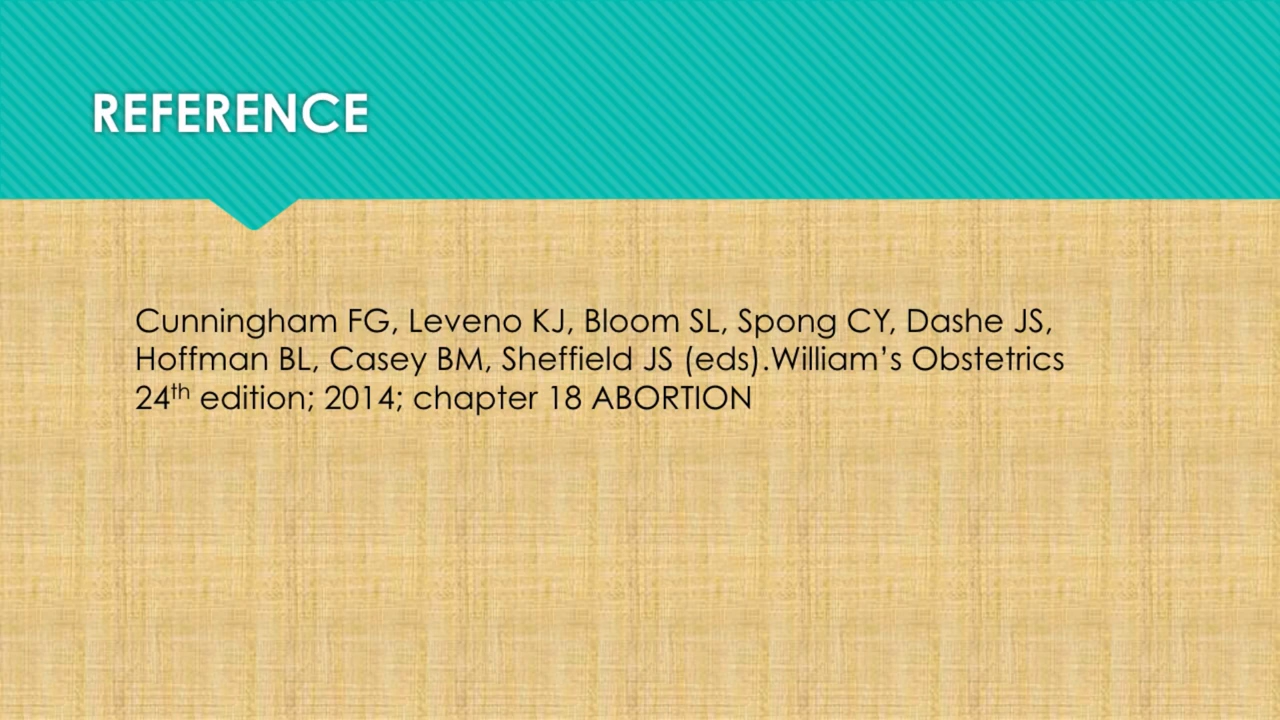 REFERENCE
Cunningham FG, Leveno KJ, Bloom SL, Spong CY, Dashe JS,
Hoffman BL, Casey BM, Sheffield JS (eds).William’s Obstetrics
24th edition; 2014; chapter 18 ABORTION